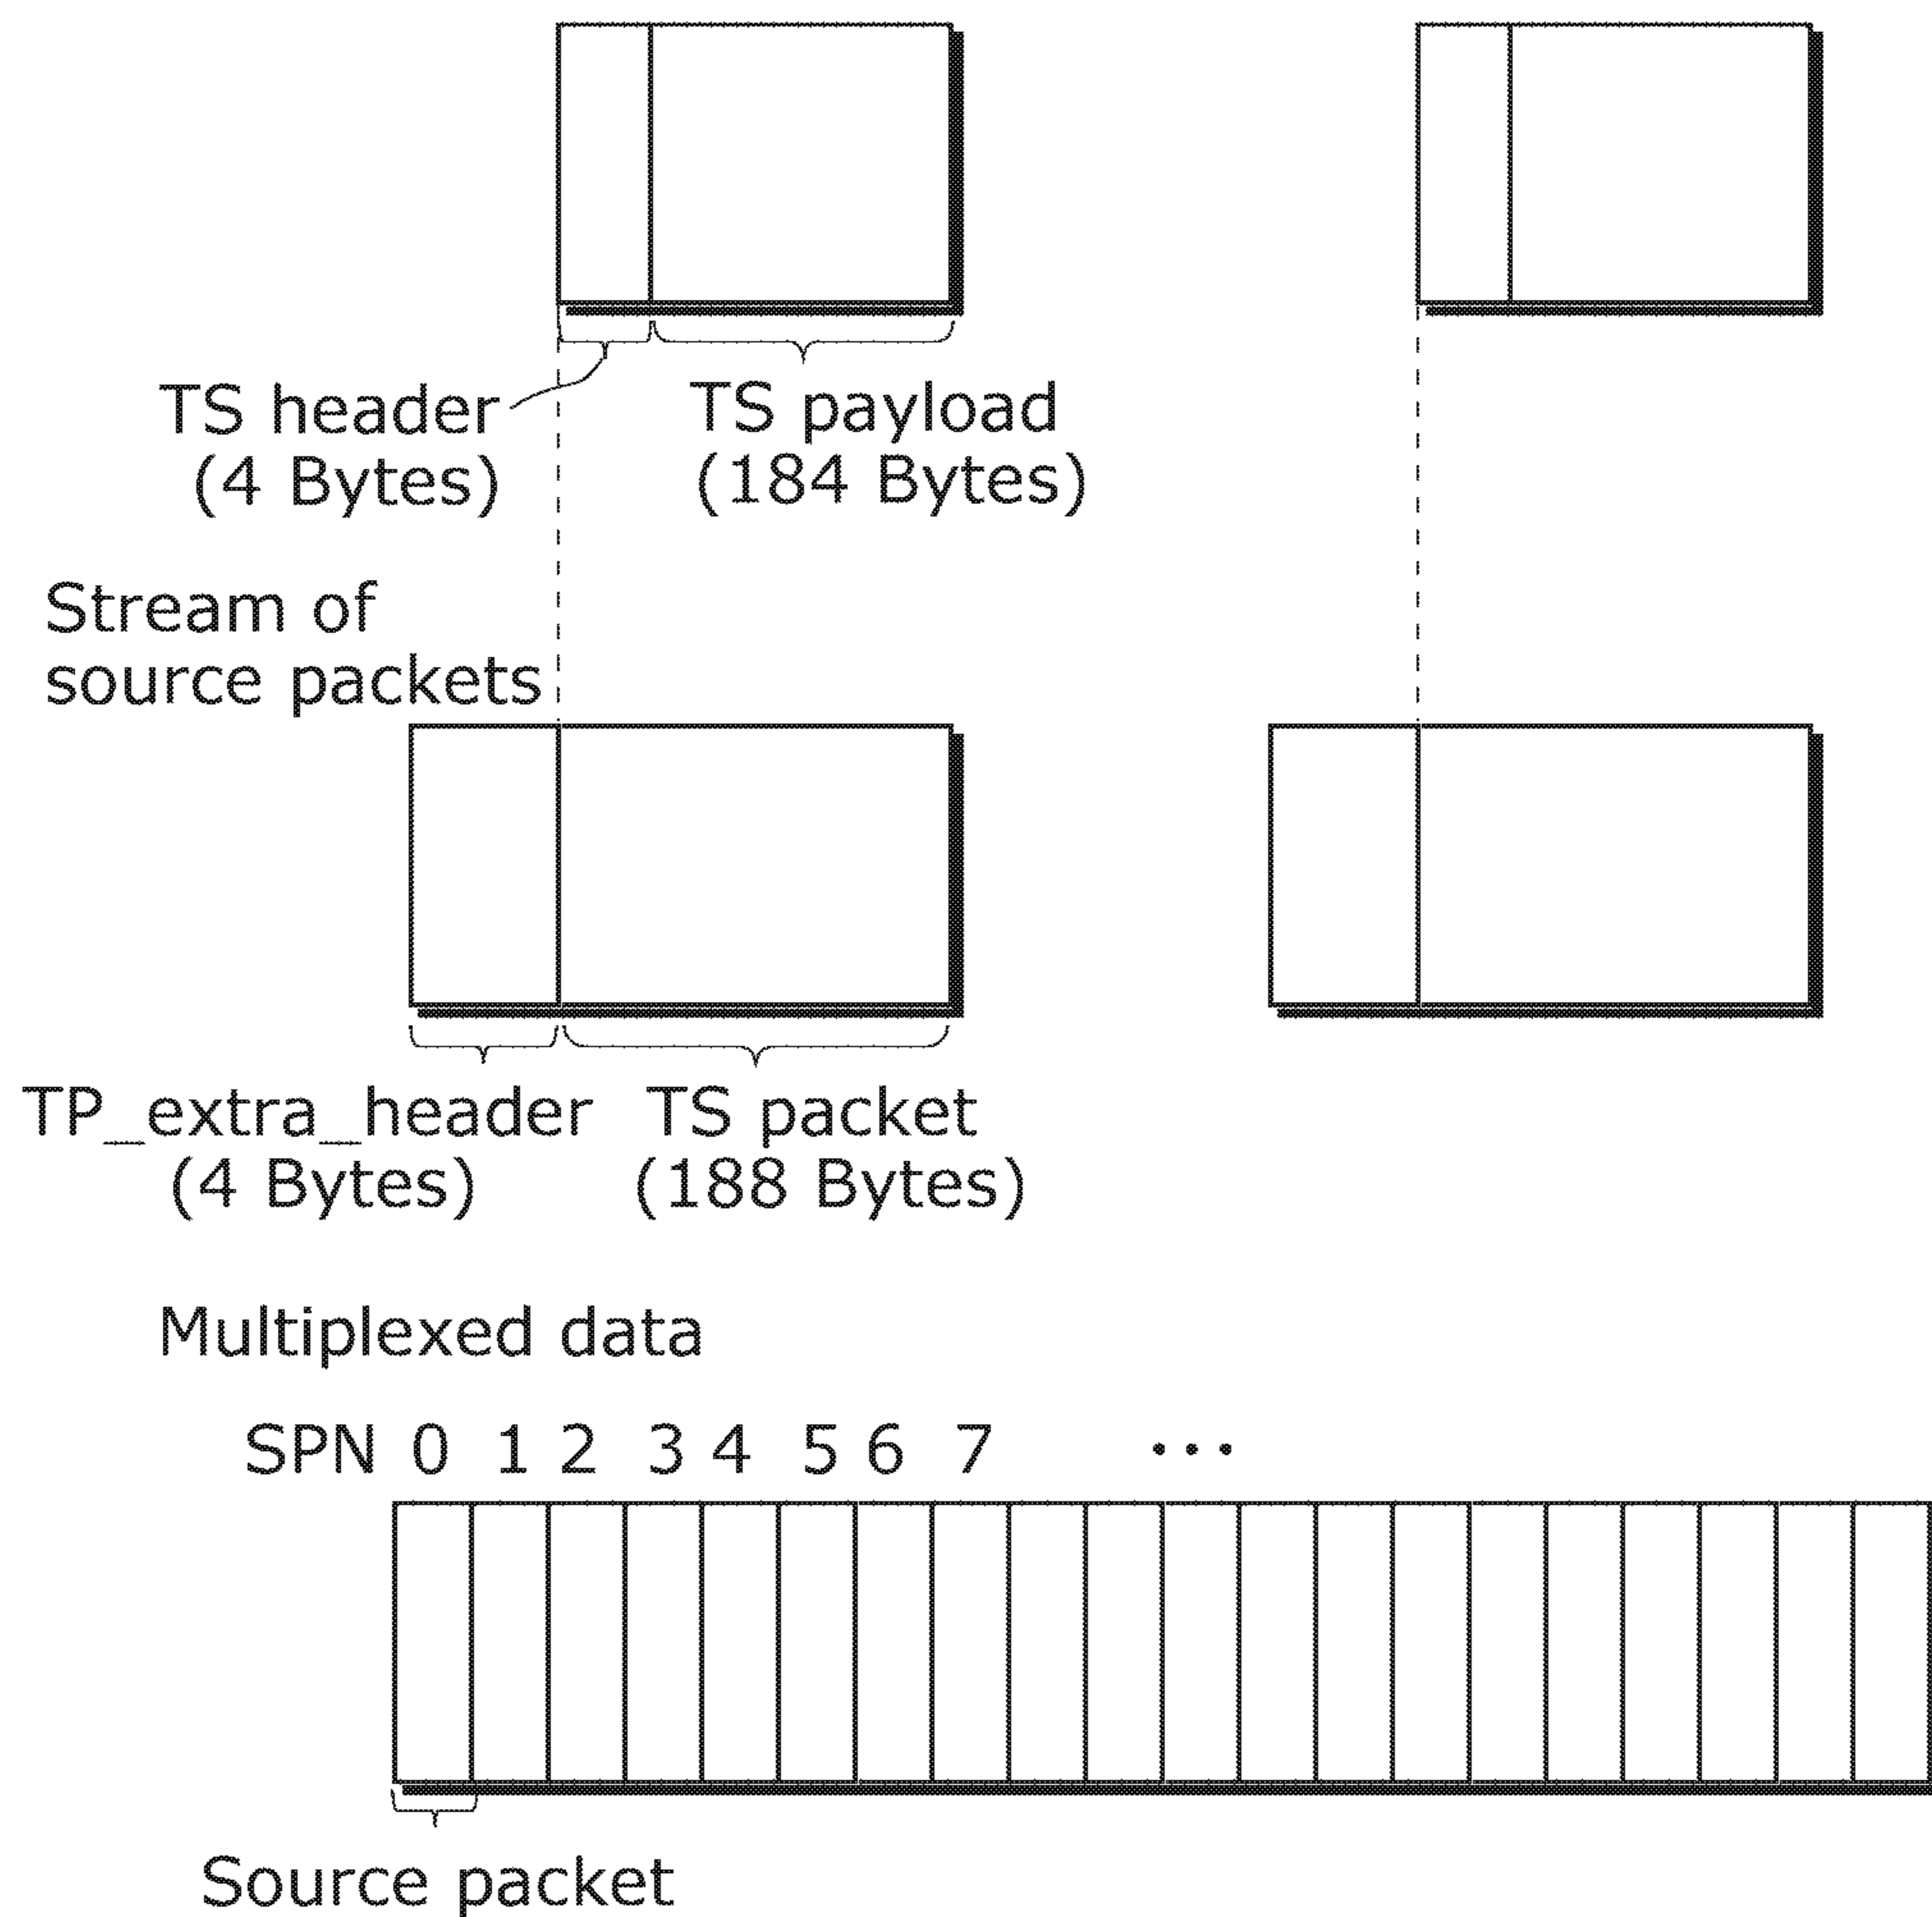 TS header
(4 Bytes)
TS payload
(184 Bytes)
Stream of
source packets
TP_extra_header
(4 Bytes)
TS packet
(188 Bytes)
Multiplexed data
SPN 0 1 2 3 4 5 6 7 ...
Source packet